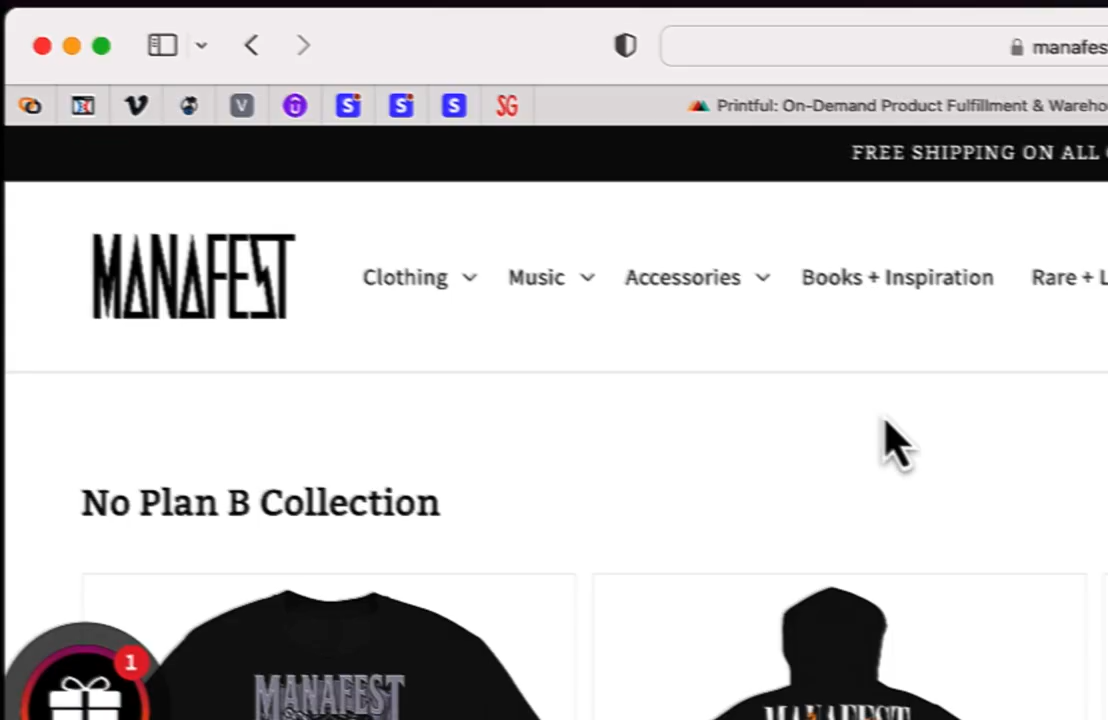 manafes
V
S
S
S
SG
Printful: On-Demand Product Fulfillment & Wareho
FREE SHIPPING ON ALL
MANAFEST
Clothing
Music
Accessories
Books + Inspiration
Rare + L
No Plan B Collection
1
MANAFEST
MANAFEST